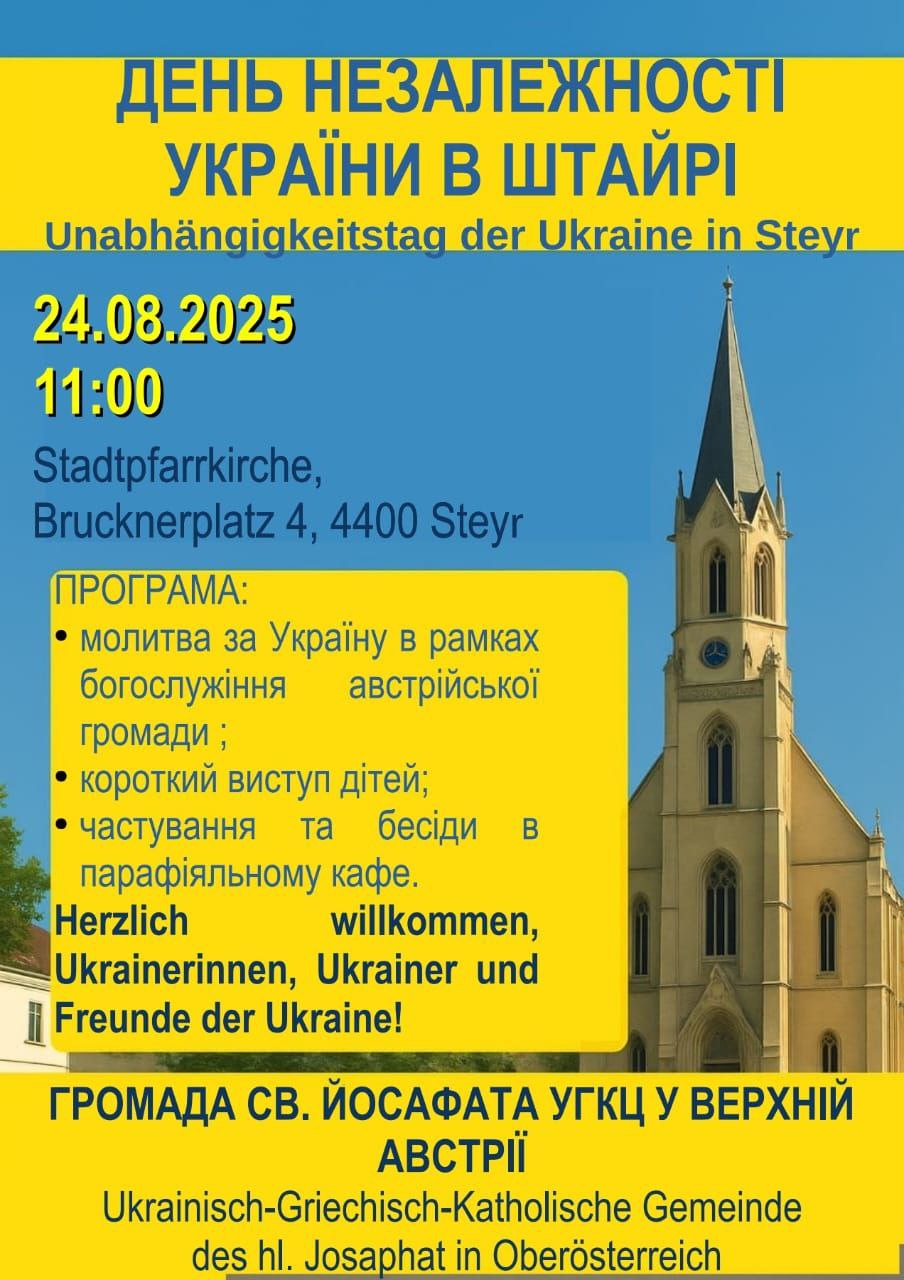 ДЕНЬ НЕЗАЛЕЖНОСТІ
УКРАЇНИ В ШТАЙРІ
Unabhängigkeitstag der Ukraine in Steyr
24.08.2025
11:00
Stadtpfarrkirche,
Brucknerplatz 4, 4400 Steyr
ПРОГРАМА:
• молитва за Україну в рамках
богослужіння австрійської
громади ;
• короткий виступ дітей;
• частування та бесіди в
парафіяльному кафе.
Herzlich willkommen,
Ukrainerinnen, Ukrainer und
Freunde der Ukraine!
ГРОМАДА СВ. ЙОСАФАТА УГКЦ У ВЕРХНІЙ
АВСТРІЇ
Ukrainisch-Griechisch-Katholische Gemeinde
des hl. Josaphat in Oberösterreich